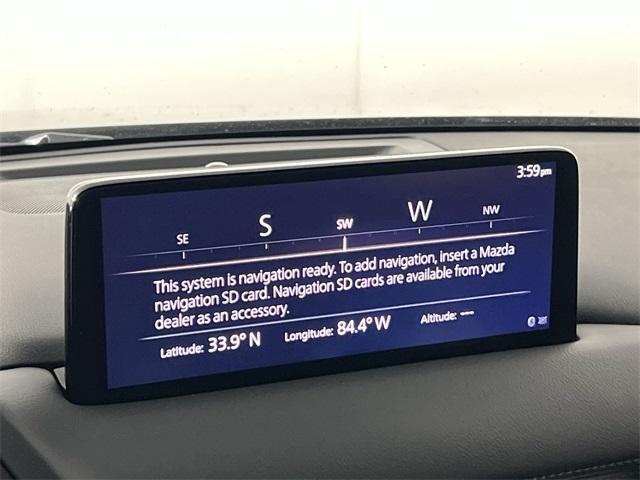 3:59pm
SE S SW W NW
This system is navigation ready. To add navigation, insert a Mazda
navigation SD card. Navigation SD cards are available from your
dealer as an accessory.
Latitude: 33.9° N Longitude: 84.4° W Altitude: ---